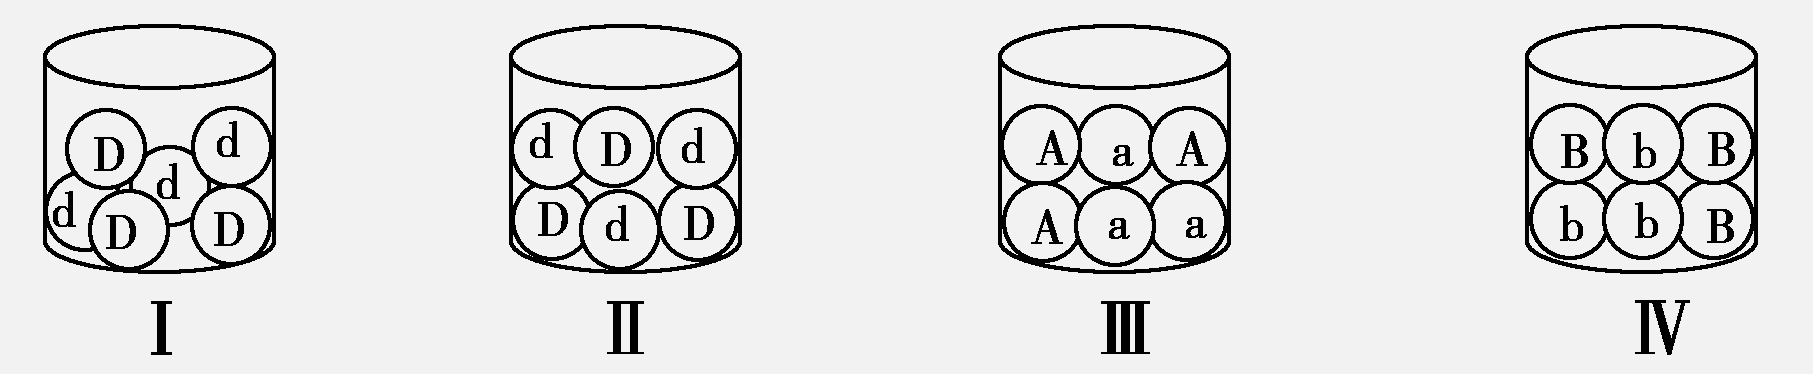 D d d d D D
d D d D d D
A a A A a a
B b B b b B
Ⅰ Ⅱ Ⅲ Ⅳ